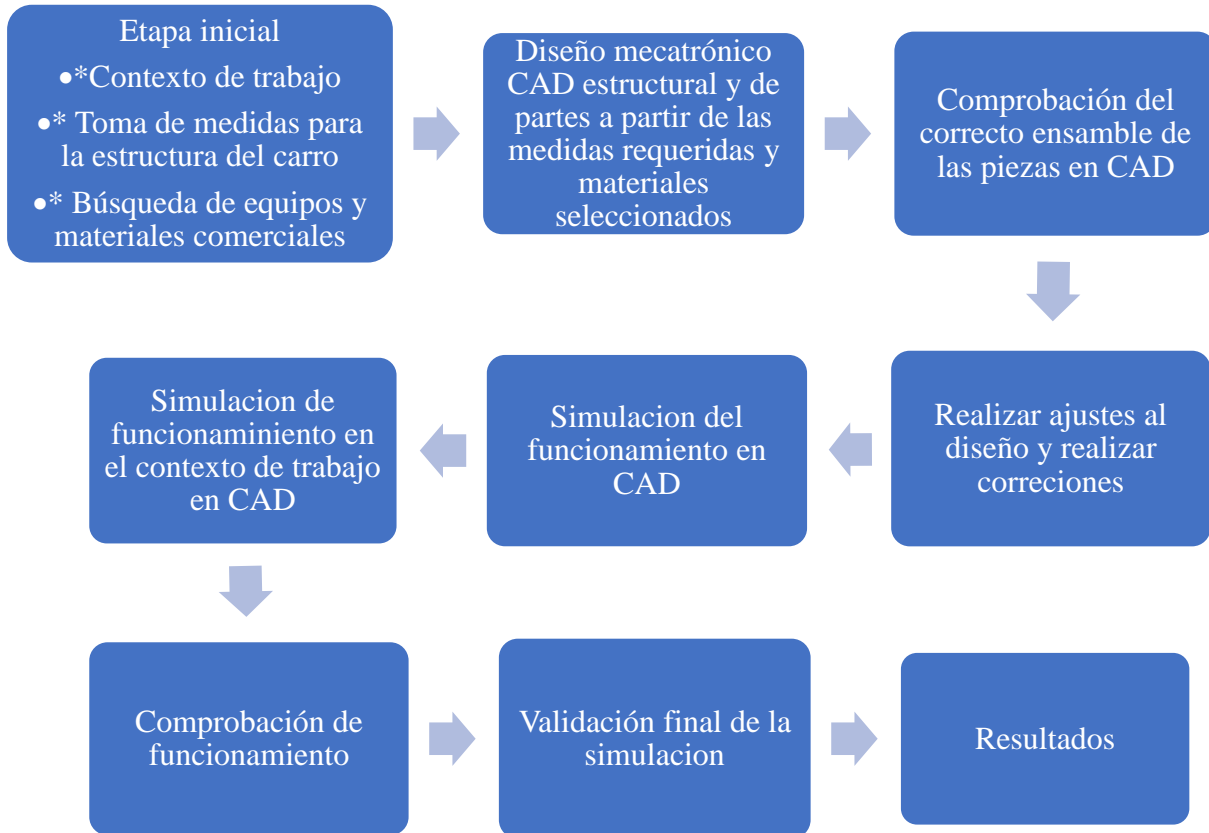 Etapa inicial
•*Contexto de trabajo
•* Toma de medidas para
la estructura del carro
•* Búsqueda de equipos y
materiales comerciales
Diseño mecatrónico
CAD estructural y de
partes a partir de las
medidas requeridas y
materiales
seleccionados
Comprobación del
correcto ensamble de
las piezas en CAD
Realizar ajustes al
diseño y realizar
correciones
Simulacion del
funcionamiento en
CAD
Simulacion de
funcionaminiento en
el contexto de trabajo
en CAD
Comprobación de
funcionamiento
Validación final de la
simulacion
Resultados